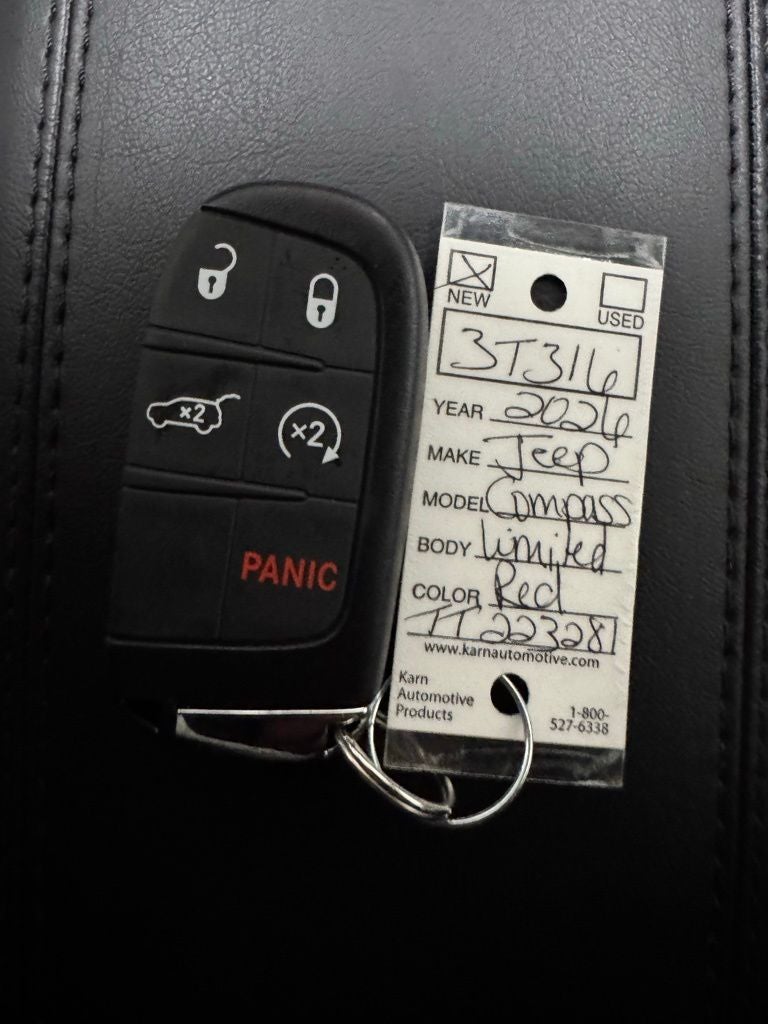 ×2
×2
PANIC
NEW
USED
3T316
YEAR 2026
MAKE Jeep
MODEL Compass
BODY Limited
COLOR Red
TT223281
www.karnautomotive.com
Karn
Automotive
Products
1-800-
527-6338